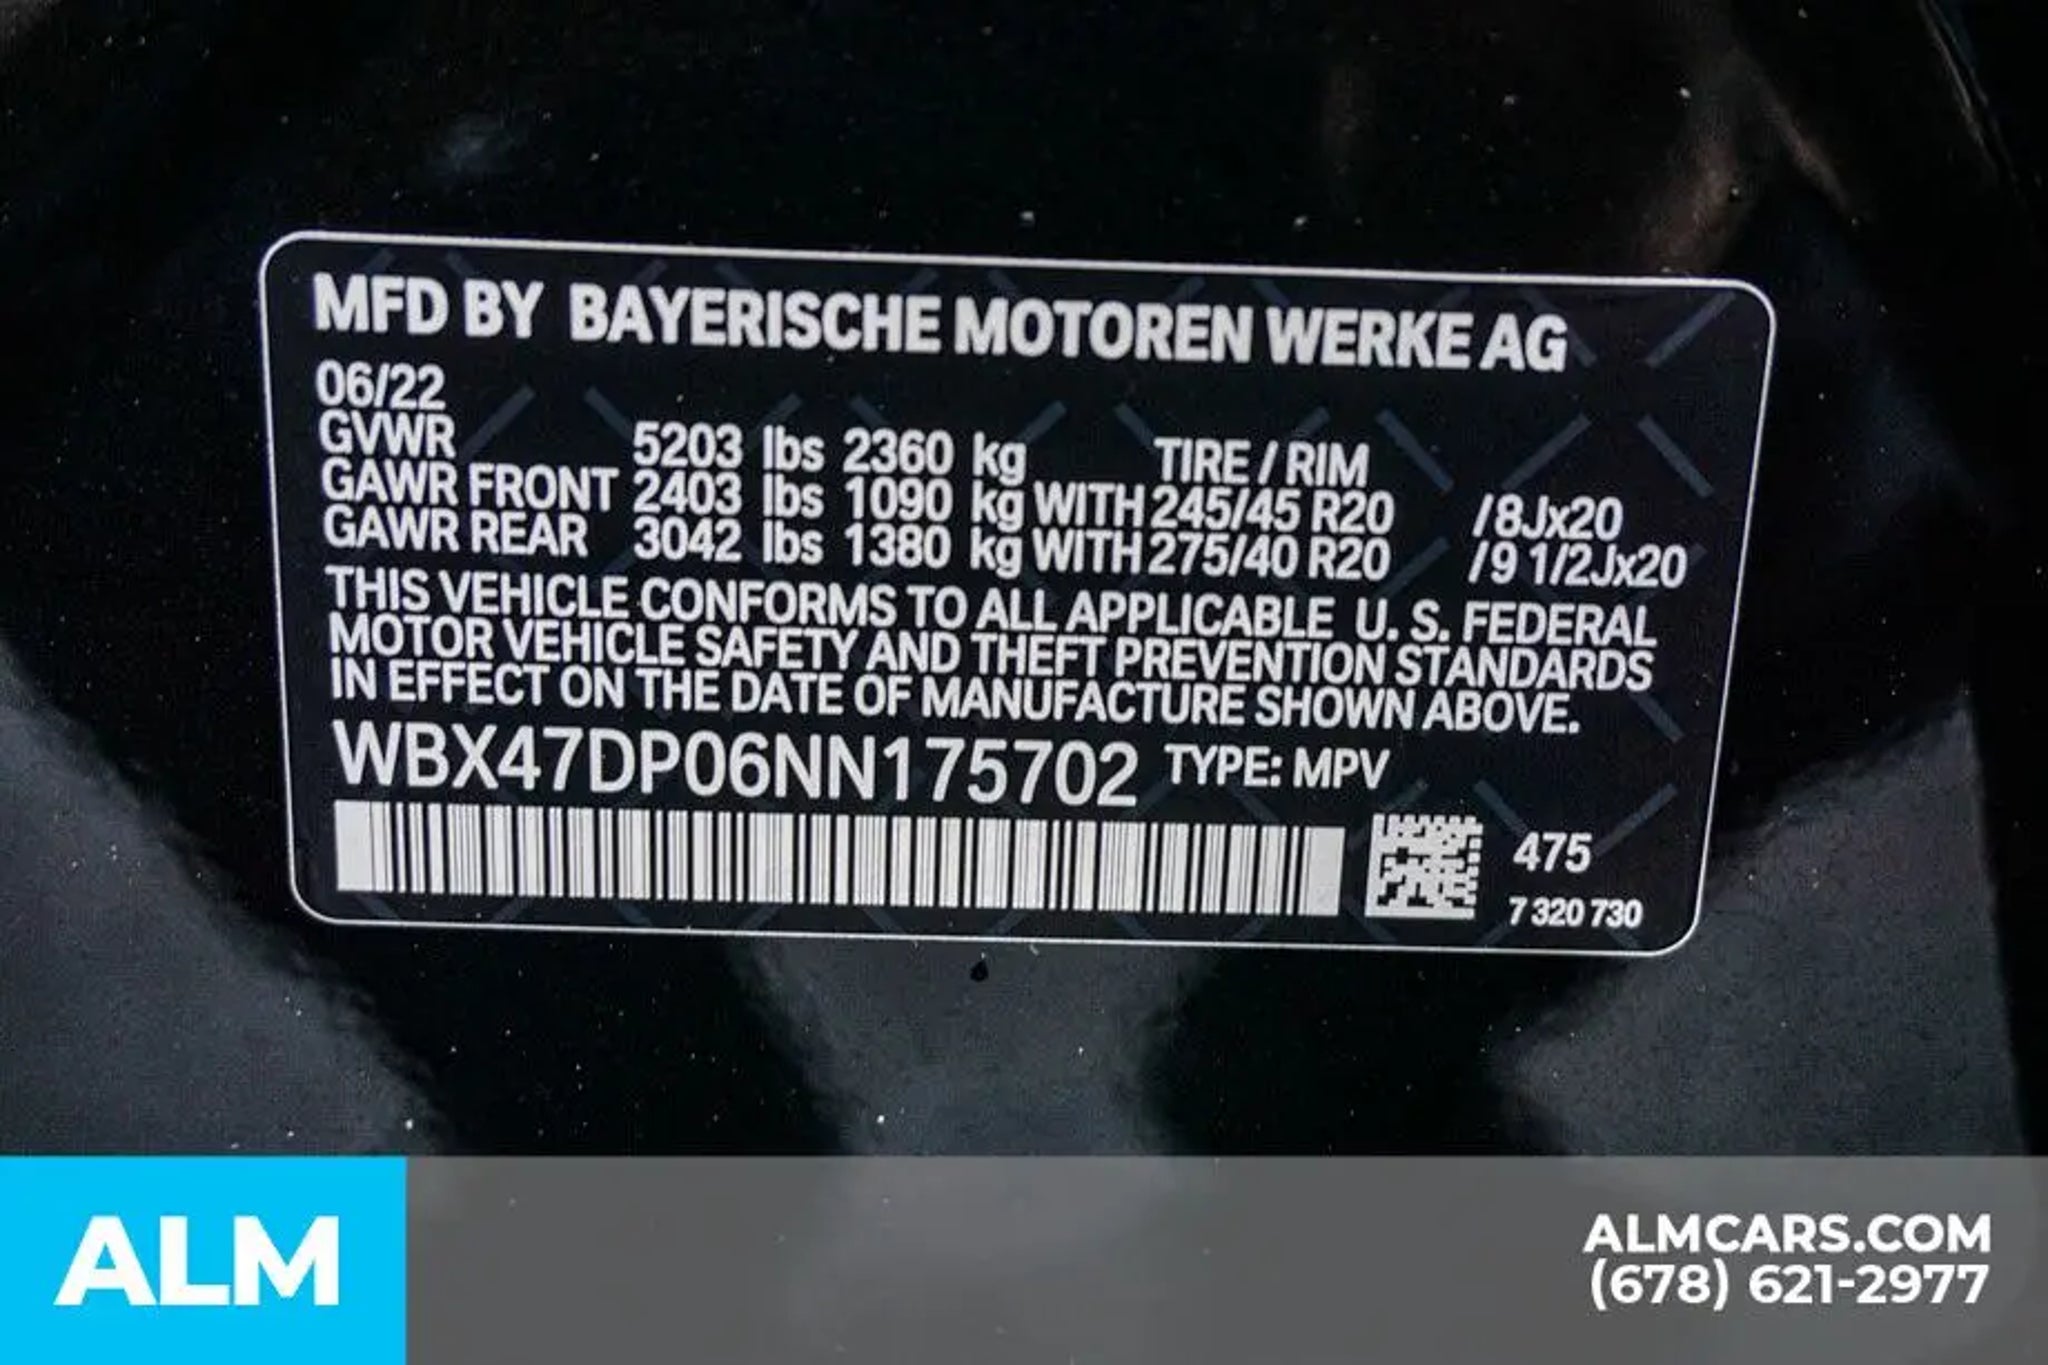 MFD BY BAYERISCHE MOTOREN WERKE AG
06/22
GVWR 5203 lbs 2360 kg TIRE / RIM
GAWR FRONT 2403 lbs 1090 kg WITH 245/45 R20 /8Jx20
GAWR REAR 3042 lbs 1380 kg WITH 275/40 R20 /9 1/2Jx20
THIS VEHICLE CONFORMS TO ALL APPLICABLE U. S. FEDERAL
MOTOR VEHICLE SAFETY AND THEFT PREVENTION STANDARDS
IN EFFECT ON THE DATE OF MANUFACTURE SHOWN ABOVE.
WBX47DP06NN175702 TYPE: MPV
475
7 320 730
ALM
ALMCARS.COM
(678) 621-2977